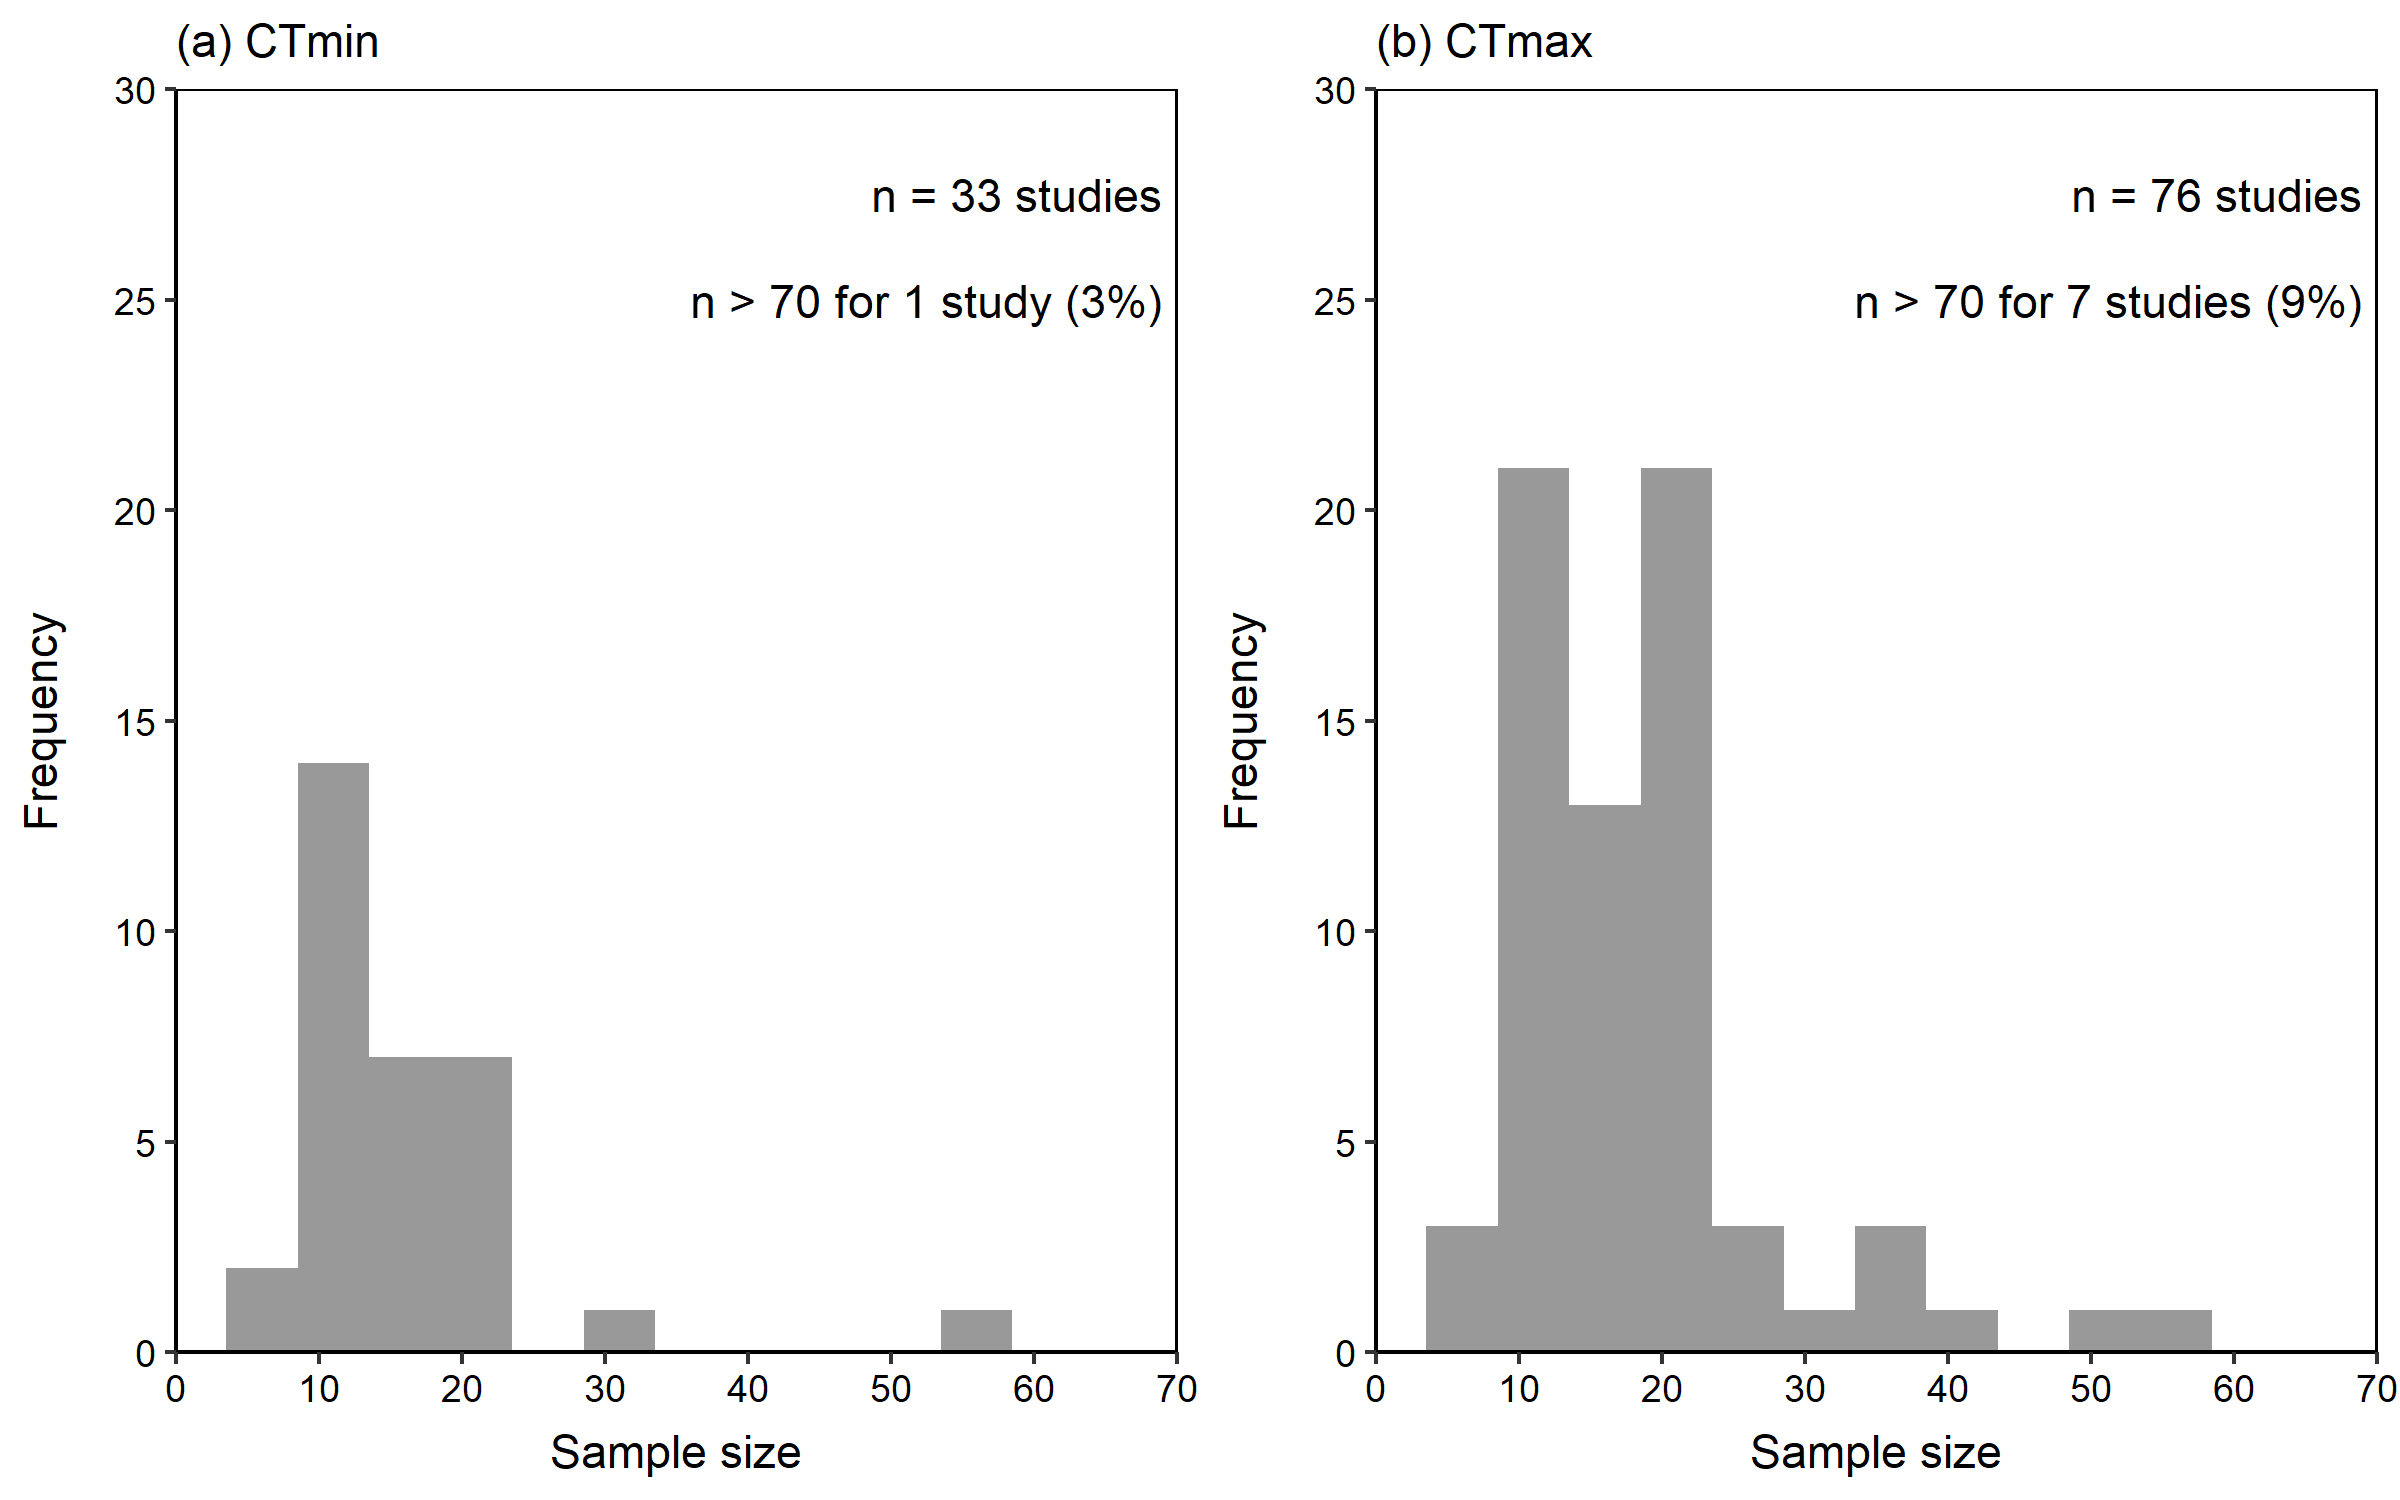 (a) CTmin
30
25
20
15
10
5
0
Frequency
n = 33 studies
n > 70 for 1 study (3%)
0 10 20 30 40 50 60 70
Sample size
(b) CTmax
30
25
20
15
10
5
0
Frequency
n = 76 studies
n > 70 for 7 studies (9%)
0 10 20 30 40 50 60 70
Sample size